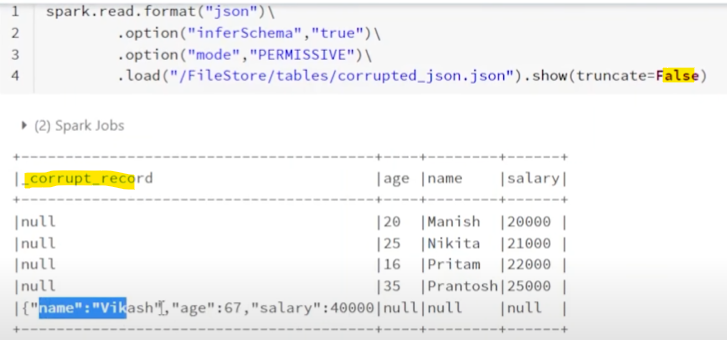 1 spark.read.format("json")\
2 .option("inferSchema","true")\
3 .option("mode","PERMISSIVE")\
4 .load("/FileStore/tables/corrupted_json.json").show(truncate=False)
(2) Spark Jobs
+----------------------------------------+----+--------+------+
|_corrupt_record |age |name |salary|
+----------------------------------------+----+--------+------+
|null |20 |Manish |20000 |
|null |25 |Nikita |21000 |
|null |16 |Pritam |22000 |
|null |35 |Prantosh|25000 |
|{"name":"Vikash","age":67,"salary":40000|null|null |null |
+----------------------------------------+----+--------+------+